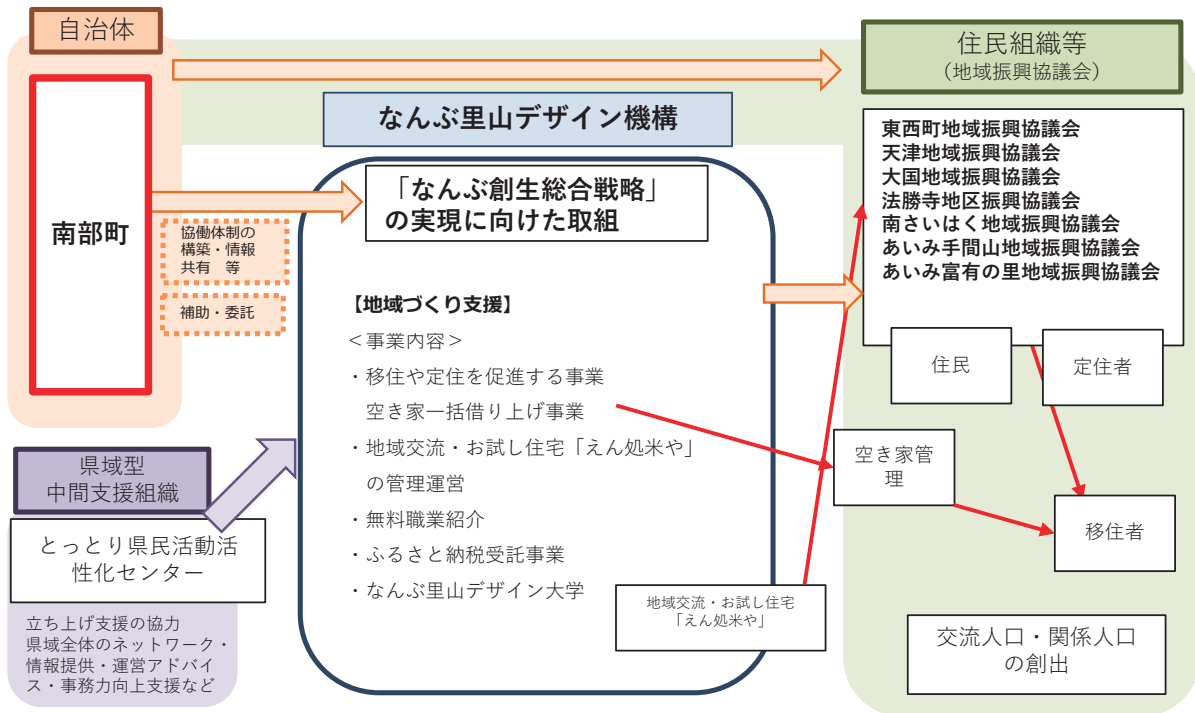 自治体
南部町
協働体制の
構築・情報
共有　等
補助・委託
県域型
中間支援組織
とっとり県民活動活
性化センター
立ち上げ支援の協力
県域全体のネットワーク・
情報提供・運営アドバイ
ス・事務力向上支援など
なんぶ里山デザイン機構
「なんぶ創生総合戦略」
の実現に向けた取組
【地域づくり支援】
＜事業内容＞
・移住や定住を促進する事業
空き家一括借り上げ事業
・地域交流・お試し住宅「えん処米や」
の管理運営
・無料職業紹介
・ふるさと納税受託事業
・なんぶ里山デザイン大学
地域交流・お試し住宅
「えん処米や」
住民組織等
（地域振興協議会）
東西町地域振興協議会
天津地域振興協議会
大国地域振興協議会
法勝寺地区振興協議会
南さいはく地域振興協議会
あいみ手間山地域振興協議会
あいみ富有の里地域振興協議会
住民
定住者
空き家管
理
移住者
交流人口・関係人口
の創出